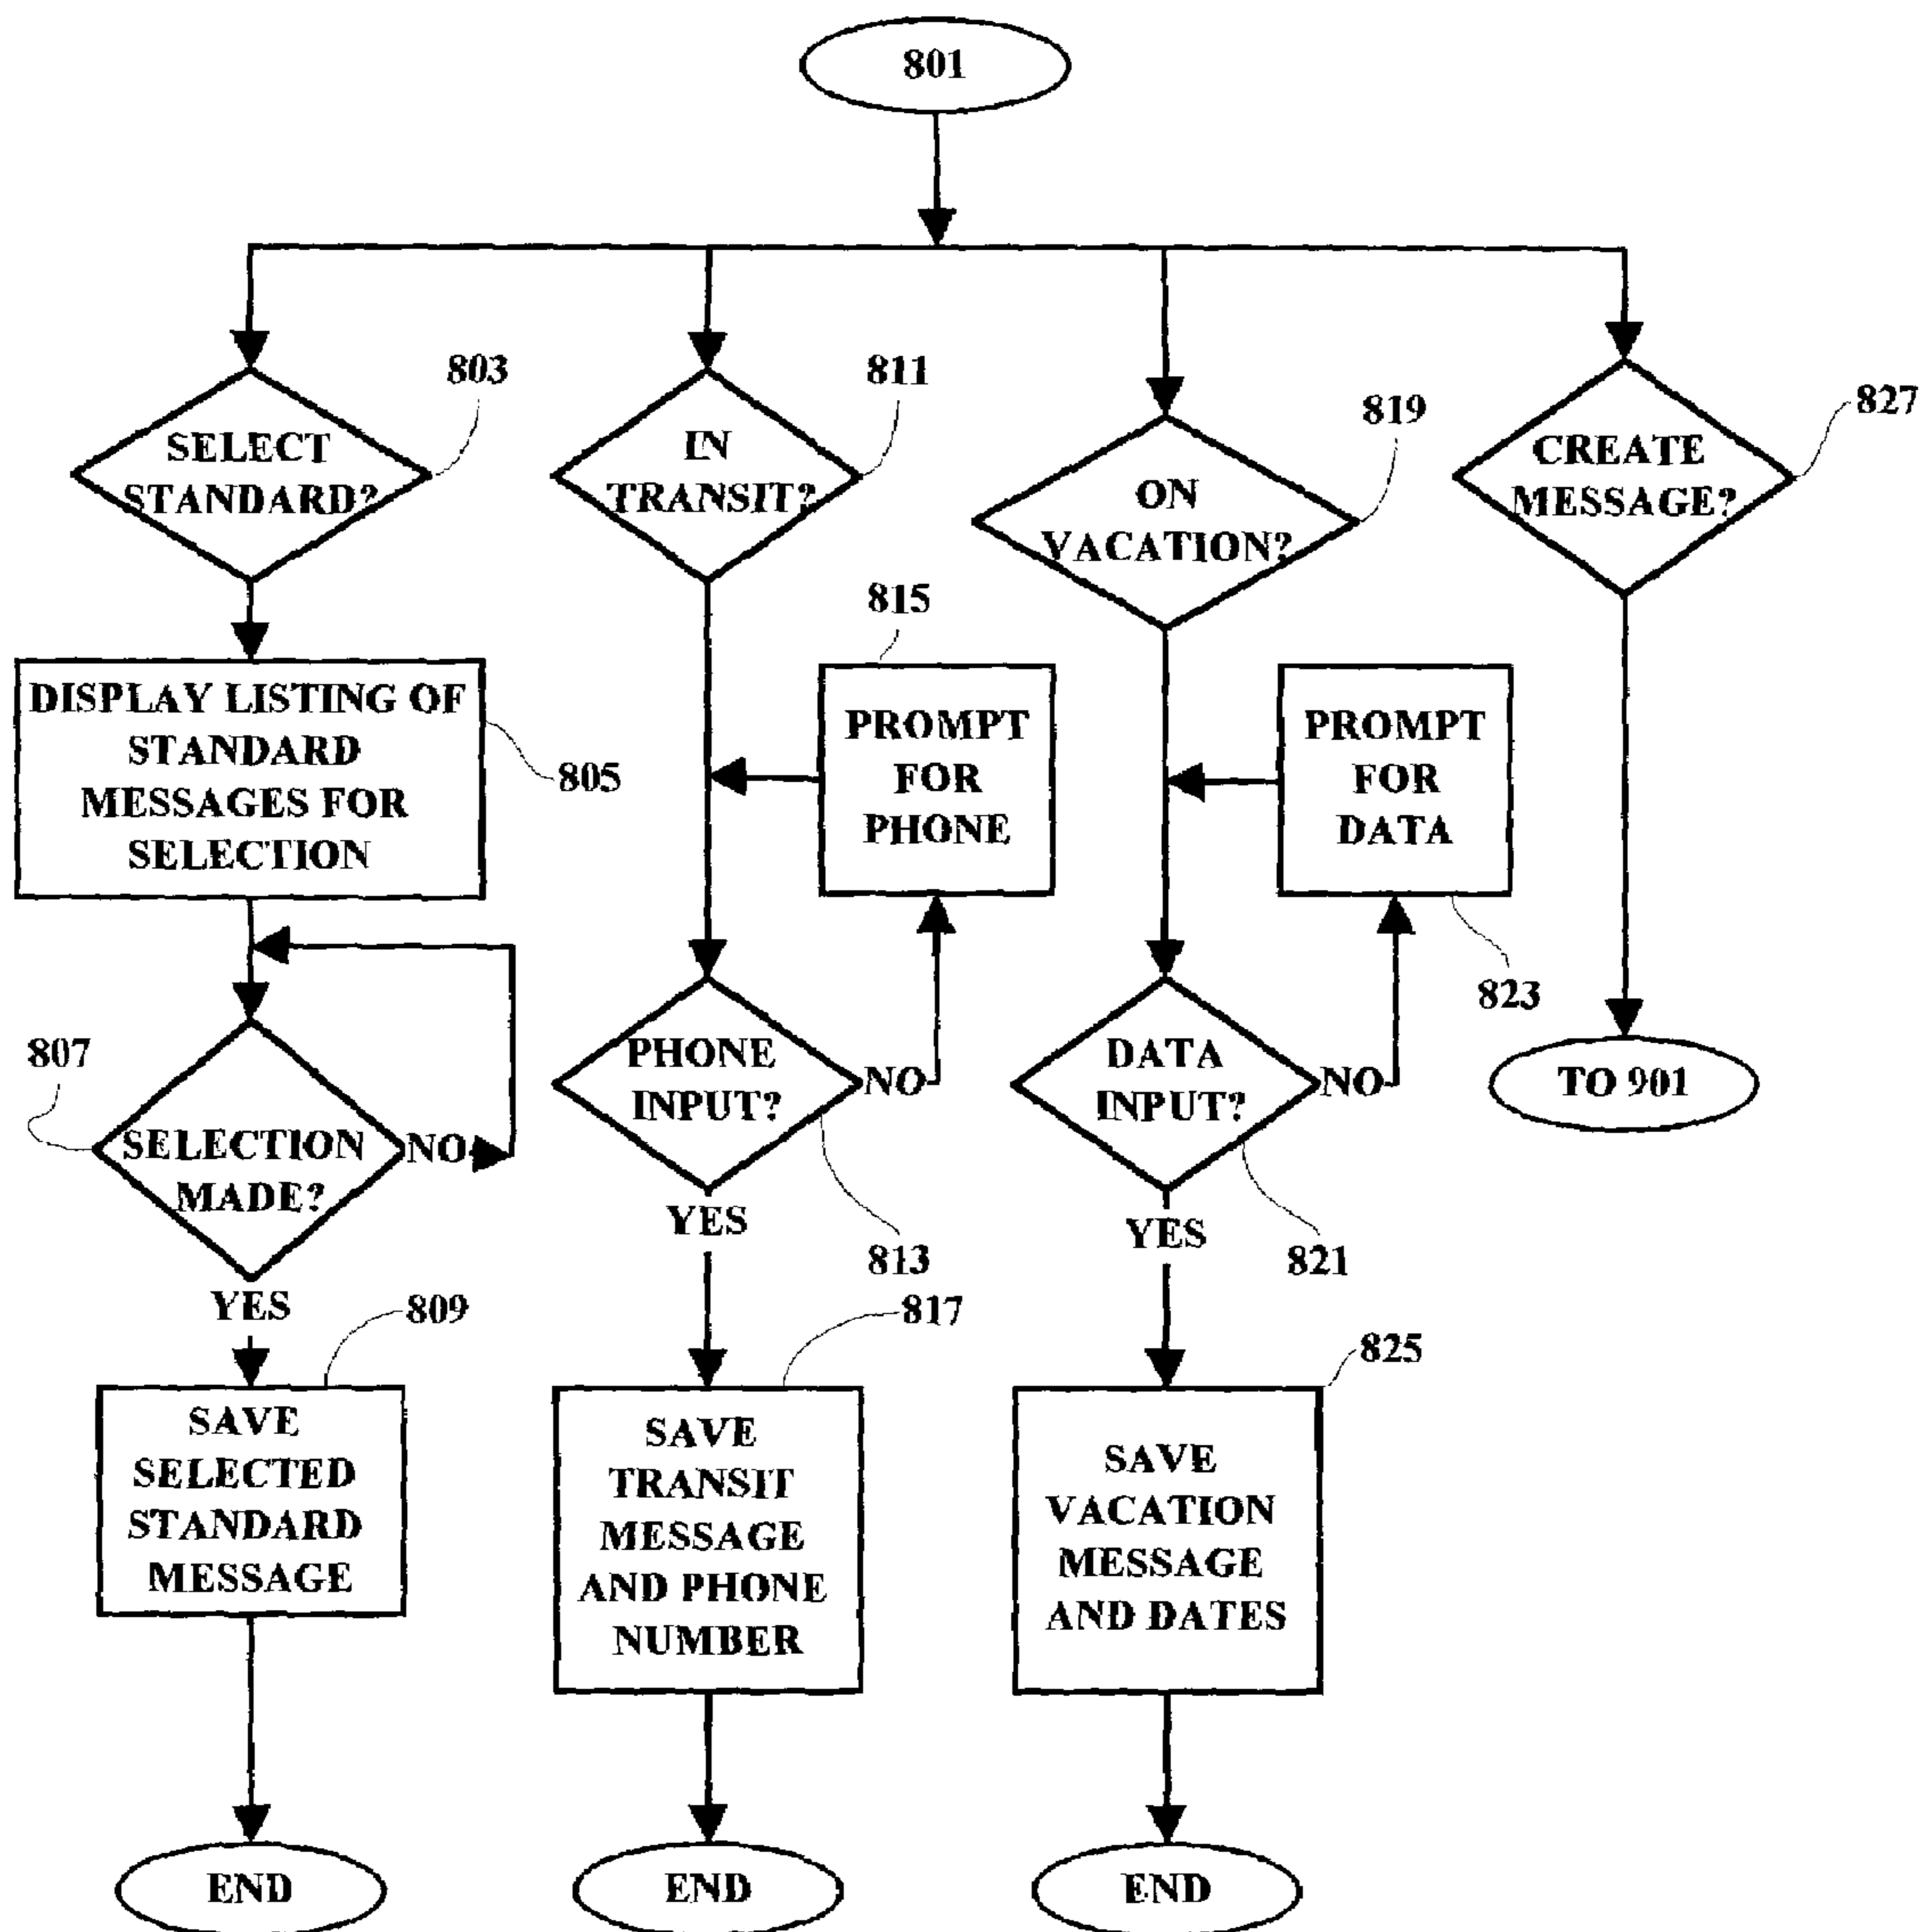 801
803
SELECT
STANDARD?
811
IN
TRANSIT?
819
ON
VACATION?
827
CREATE
MESSAGE?
DISPLAY LISTING OF
STANDARD
MESSAGES FOR
SELECTION
805
815
PROMPT
FOR
PHONE
PROMPT
FOR
DATA
823
807
SELECTION
MADE?
NO
YES
PHONE
INPUT?
NO
YES
813
DATA
INPUT?
NO
YES
821
TO 901
809
SAVE
SELECTED
STANDARD
MESSAGE
817
SAVE
TRANSIT
MESSAGE
AND PHONE
NUMBER
825
SAVE
VACATION
MESSAGE
AND DATES
END
END
END